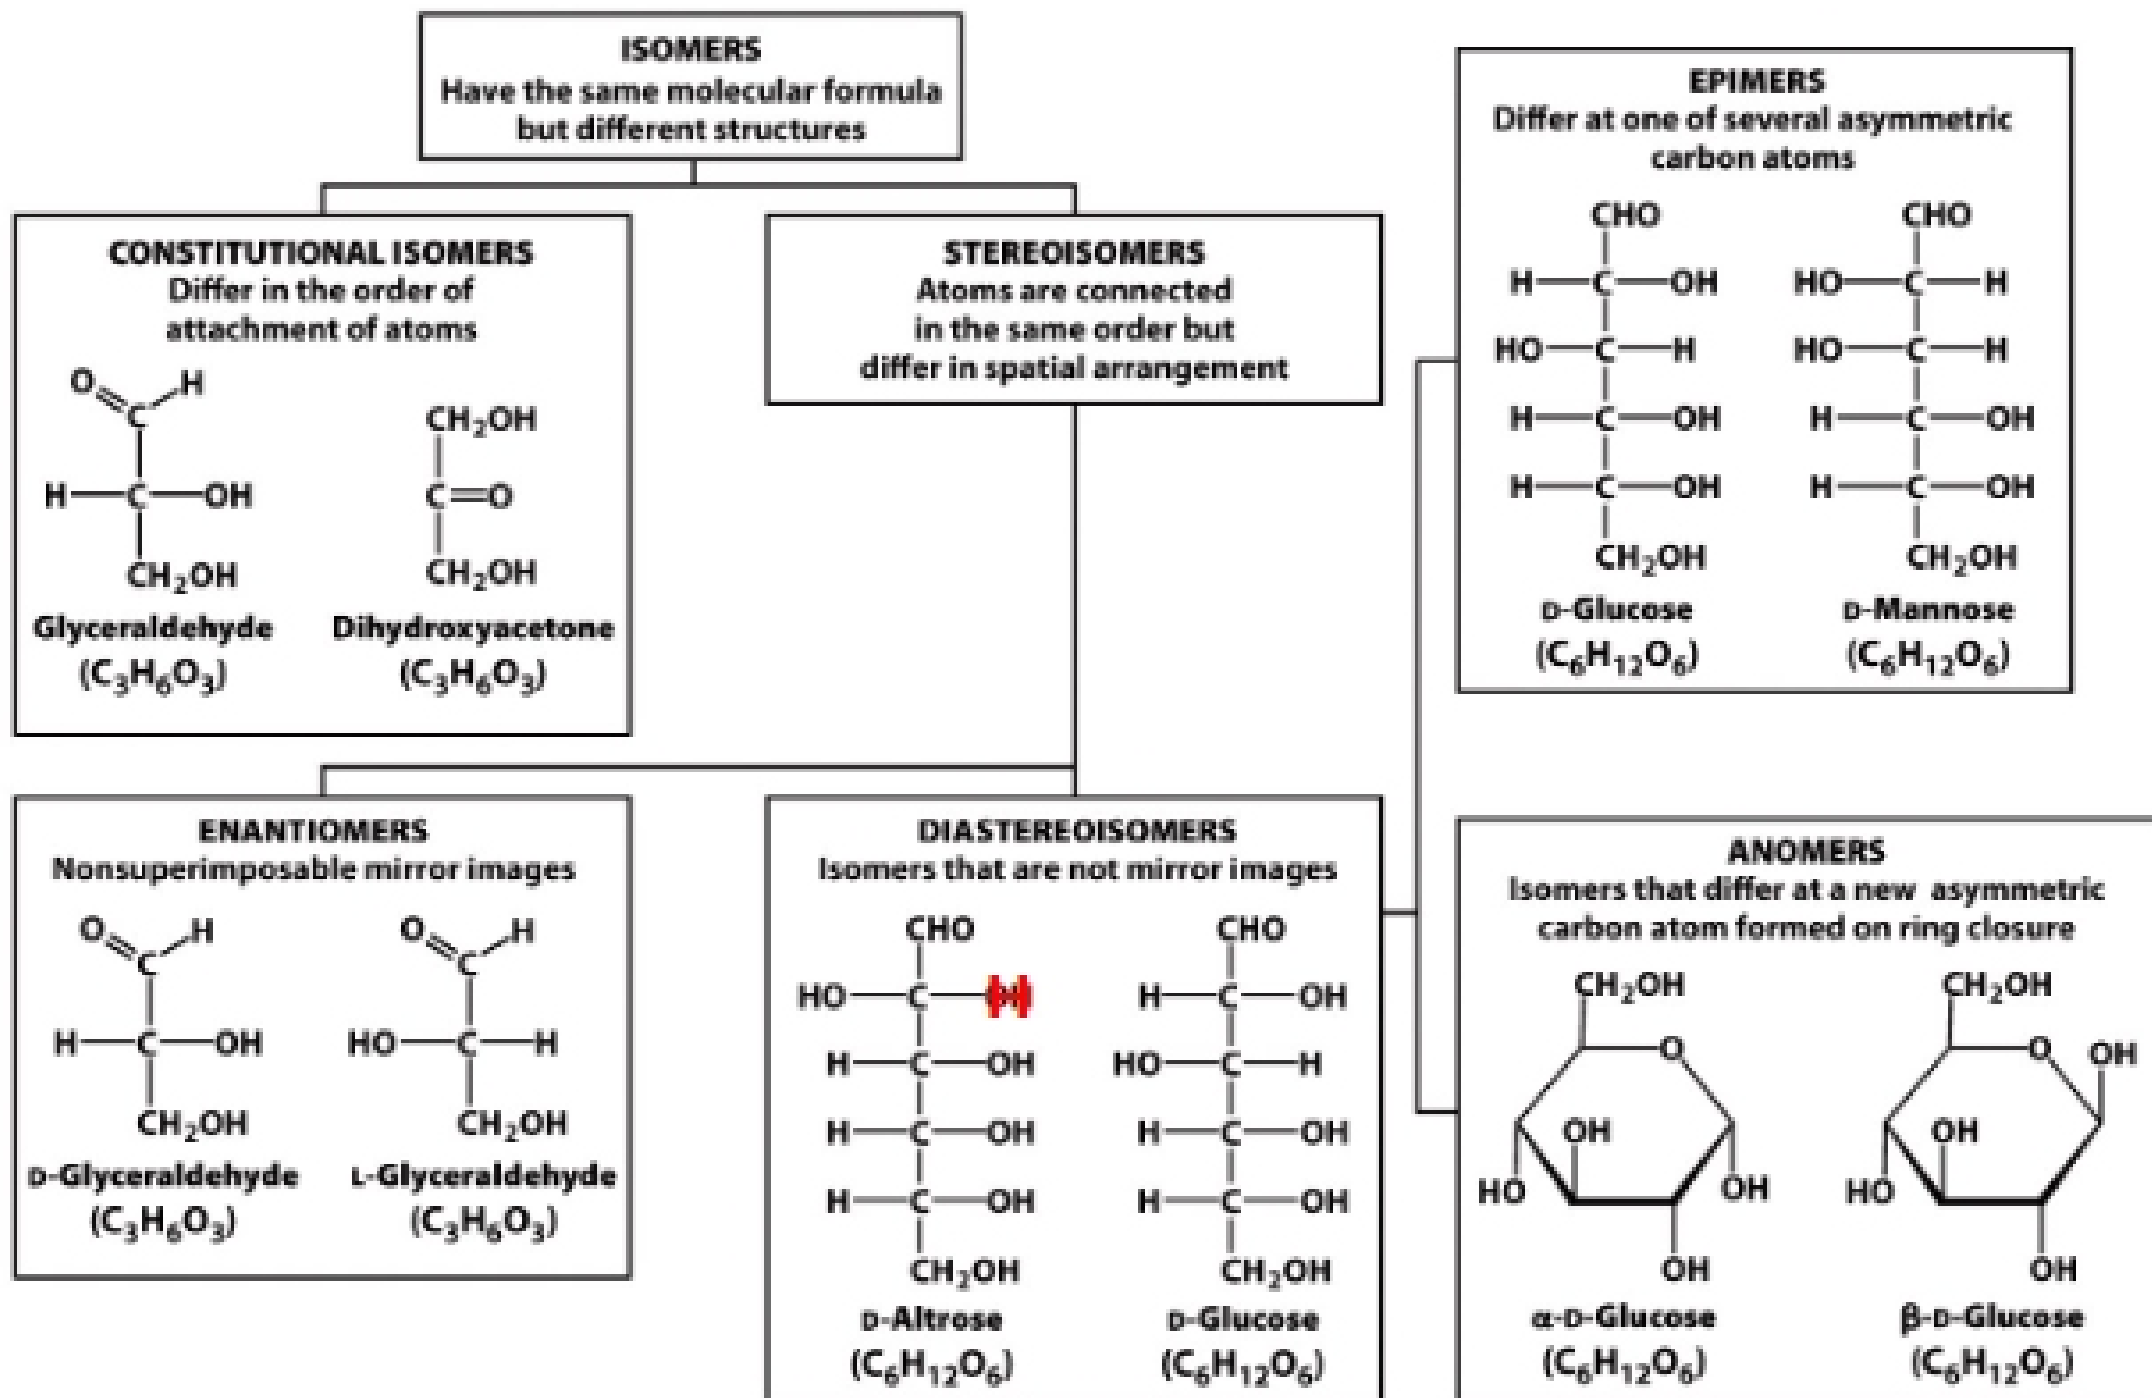 ISOMERS
Have the same molecular formula
but different structures
CONSTITUTIONAL ISOMERS
Differ in the order of
attachment of atoms
O H
C
H—C—OH
CH₂OH
Glyceraldehyde
(C₃H₆O₃)
CH₂OH
C=O
CH₂OH
Dihydroxyacetone
(C₃H₆O₃)
STEREOISOMERS
Atoms are connected
in the same order but
differ in spatial arrangement
EPIMERS
Differ at one of several asymmetric
carbon atoms
CHO
H—C—OH
HO—C—H
H—C—OH
H—C—OH
CH₂OH
D-Glucose
(C₆H₁₂O₆)
CHO
HO—C—H
HO—C—H
H—C—OH
H—C—OH
CH₂OH
D-Mannose
(C₆H₁₂O₆)
ENANTIOMERS
Nonsuperimposable mirror images
O H
C
H—C—OH
CH₂OH
D-Glyceraldehyde
(C₃H₆O₃)
O H
C
HO—C—H
CH₂OH
L-Glyceraldehyde
(C₃H₆O₃)
DIASTEREOISOMERS
Isomers that are not mirror images
CHO
HO—C—H
H—C—OH
H—C—OH
H—C—OH
CH₂OH
D-Altrose
(C₆H₁₂O₆)
CHO
H—C—OH
HO—C—H
H—C—OH
H—C—OH
CH₂OH
D-Glucose
(C₆H₁₂O₆)
ANOMERS
Isomers that differ at a new asymmetric
carbon atom formed on ring closure
CH₂OH
O
OH
HO OH
OH
α-D-Glucose
(C₆H₁₂O₆)
CH₂OH
O OH
OH
HO
OH
β-D-Glucose
(C₆H₁₂O₆)